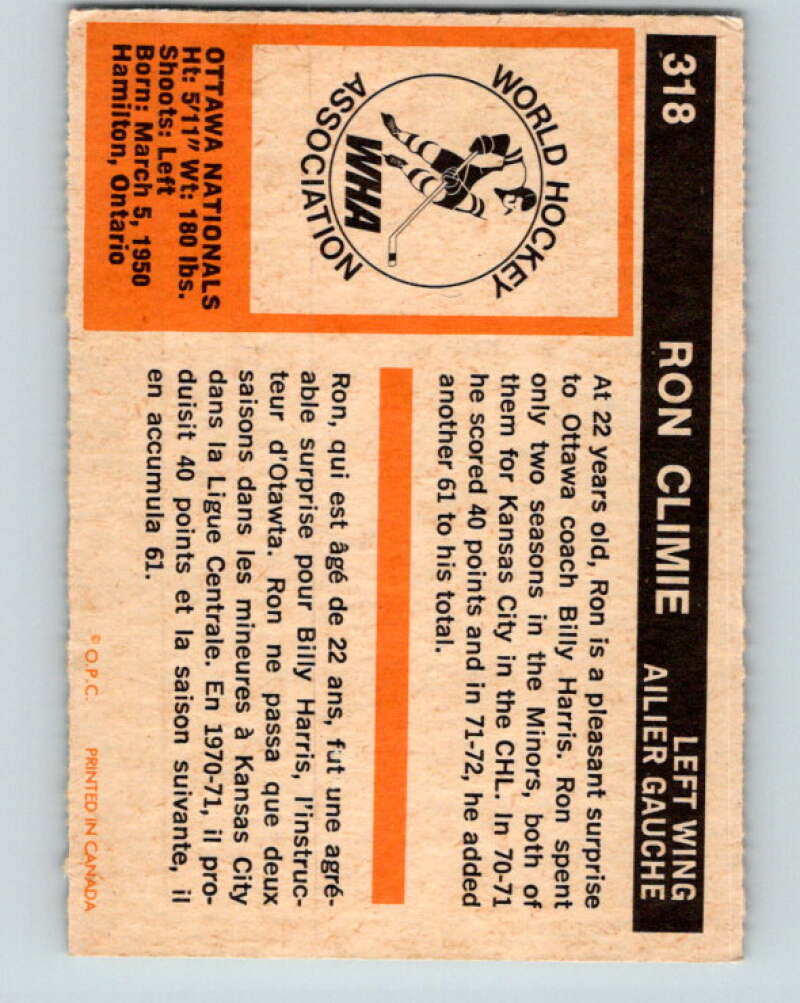 318
RON CLIMIE
LEFT WING
AILIER GAUCHE
WORLD HOCKEY
ASSOCIATION
WHA
OTTAWA NATIONALS
Ht: 5'11" Wt: 180 lbs.
Shoots: Left
Born: March 5, 1950
Hamilton, Ontario
At 22 years old, Ron is a pleasant surprise
to Ottawa coach Billy Harris. Ron spent
only two seasons in the Minors, both of
them for Kansas City in the CHL. In 70-71
he scored 40 points and in 71-72, he added
another 61 to his total.
Ron, qui est âgé de 22 ans, fut une agré-
able surprise pour Billy Harris, l'instruc-
teur d'Otawta. Ron ne passa que deux
saisons dans les mineures à Kansas City
dans la Ligue Centrale. En 1970-71, il pro-
duisit 40 points et la saison suivante, il
en accumula 61.
© O.P.C. PRINTED IN CANADA